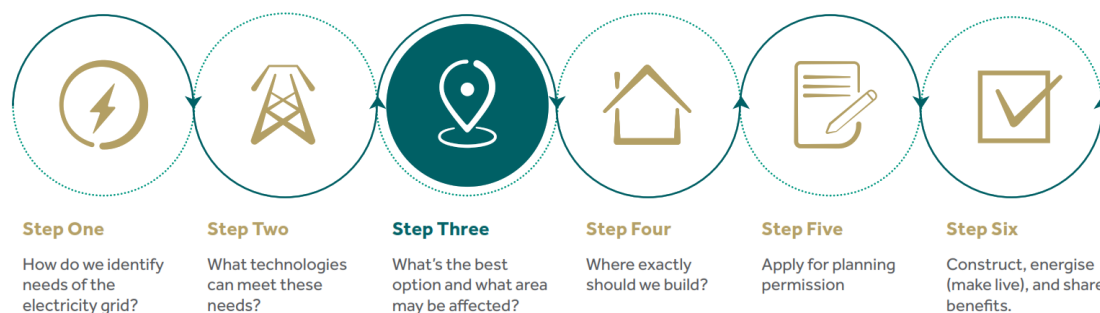 Step One
How do we identify
needs of the
electricity grid?
Step Two
What technologies
can meet these
needs?
Step Three
What's the best
option and what area
may be affected?
Step Four
Where exactly
should we build?
Step Five
Apply for planning
permission
Step Six
Construct, energise
(make live), and share
benefits.